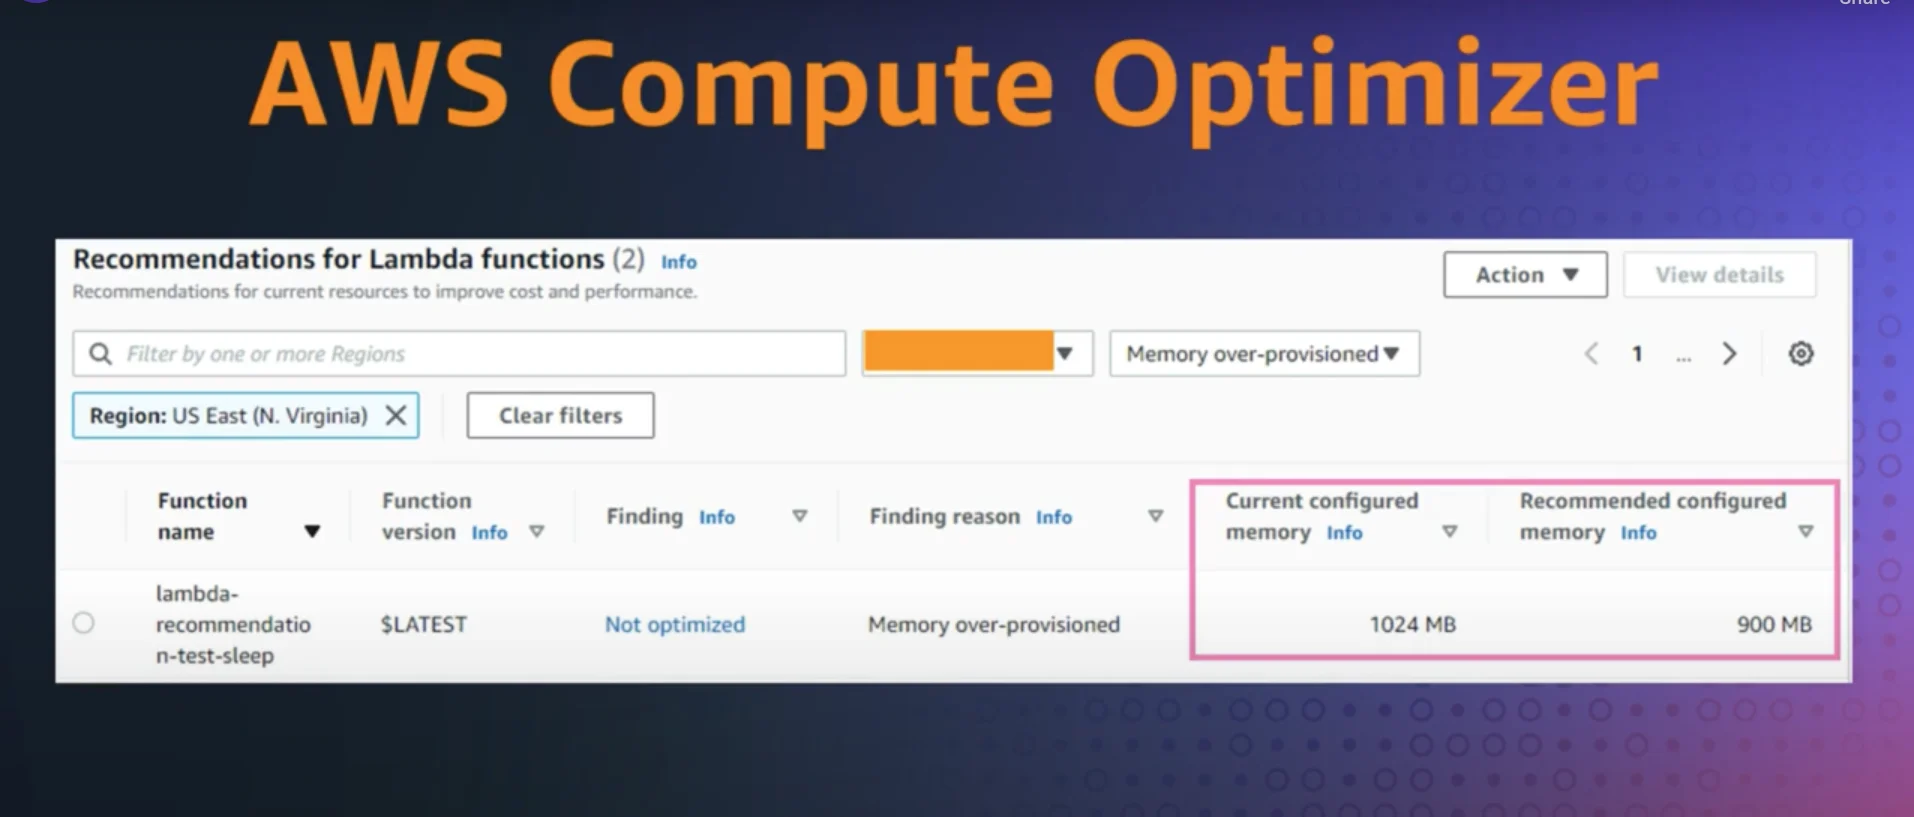 Share
AWS Compute Optimizer
Recommendations for Lambda functions (2) Info
Recommendations for current resources to improve cost and performance.
Action
View details
Filter by one or more Regions
Memory over-provisioned
1 ...
Region: US East (N. Virginia)
Clear filters
Function
name
Function
version Info
Finding Info
Finding reason Info
Current configured
memory Info
Recommended configured
memory Info
lambda-
recommendatio
n-test-sleep
$LATEST
Not optimized
Memory over-provisioned
1024 MB
900 MB